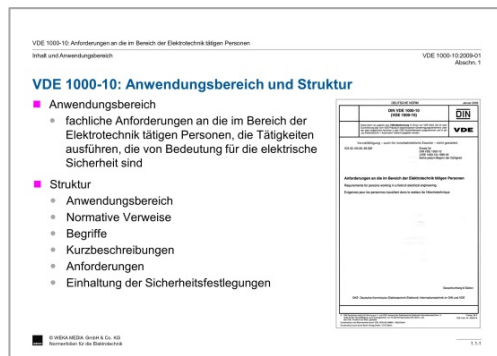 VDE 1000-10: Anforderungen an die im Bereich der Elektrotechnik tätigen Personen
Inhalt und Anwendungsbereich
VDE 1000-10:2009-01
Abschn. 1
VDE 1000-10: Anwendungsbereich und Struktur
Anwendungsbereich
fachliche Anforderungen an die im Bereich der
Elektrotechnik tätigen Personen, die Tätigkeiten
ausführen, die von Bedeutung für die elektrische
Sicherheit sind
Struktur
Anwendungsbereich
Normative Verweise
Begriffe
Kurzbeschreibungen
Anforderungen
Einhaltung der Sicherheitsfestlegungen
DEUTSCHE NORM
DIN VDE 1000-10
(VDE 1000-10)
DIN
VDE
Anforderungen an die im Bereich der Elektrotechnik tätigen Personen
© WEKA MEDIA GmbH & Co. KG
Normenfolien für die Elektrotechnik
1.1.1